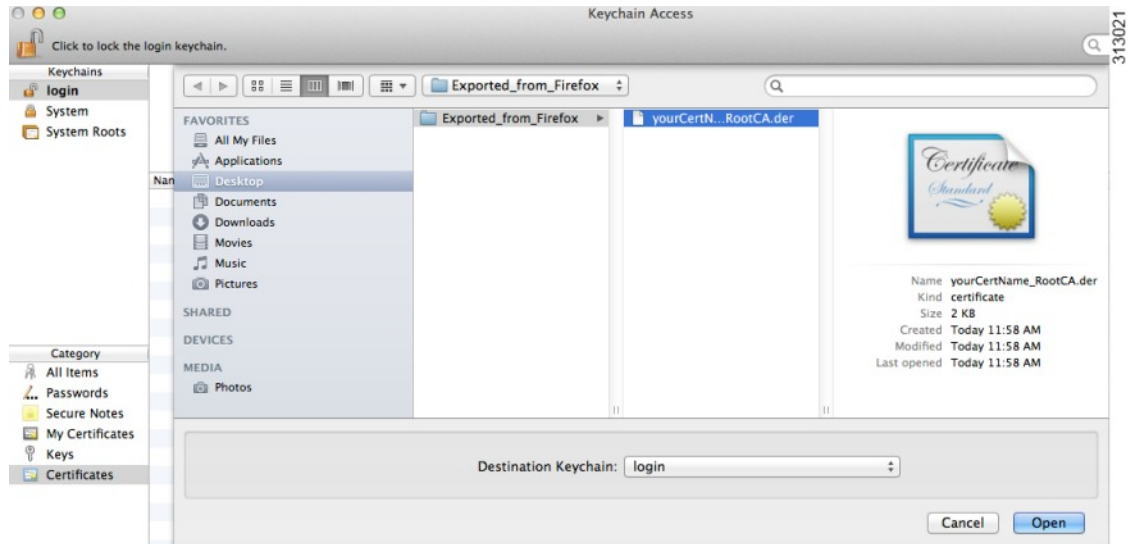 Keychain Access
313021
Click to lock the login keychain.
Keychains
login
System
System Roots
Exported_from_Firefox
FAVORITES
All My Files
Applications
Desktop
Documents
Downloads
Movies
Music
Pictures
SHARED
DEVICES
MEDIA
Photos
Nan
Exported_from_Firefox
yourCertN...RootCA.der
Certificate
Standard
Name yourCertName_RootCA.der
Kind certificate
Size 2 KB
Created Today 11:58 AM
Modified Today 11:58 AM
Last opened Today 11:58 AM
Category
All Items
Passwords
Secure Notes
My Certificates
Keys
Certificates
Destination Keychain: login
Cancel Open